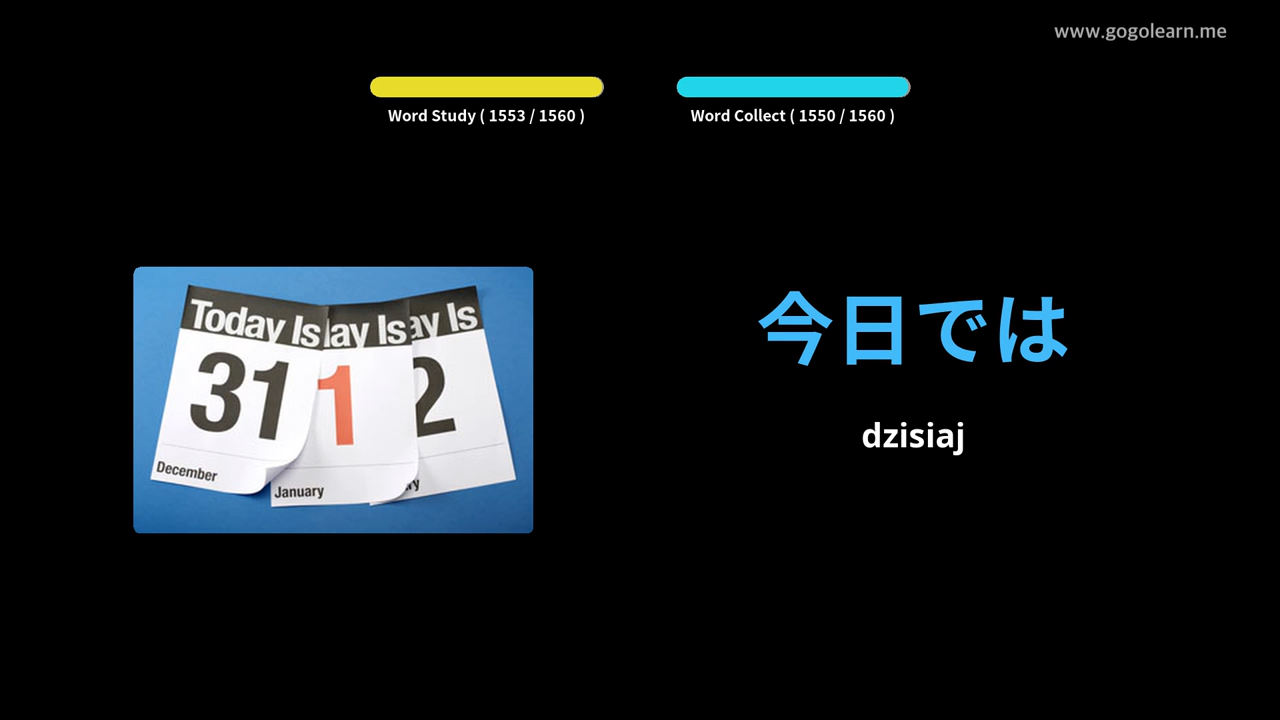 www.gogolearn.me
Word Study ( 1553 / 1560 )
Word Collect ( 1550 / 1560 )
Today Is
ay Is
ay Is
31
1
2
December
January
ry
今日では
dzisiaj